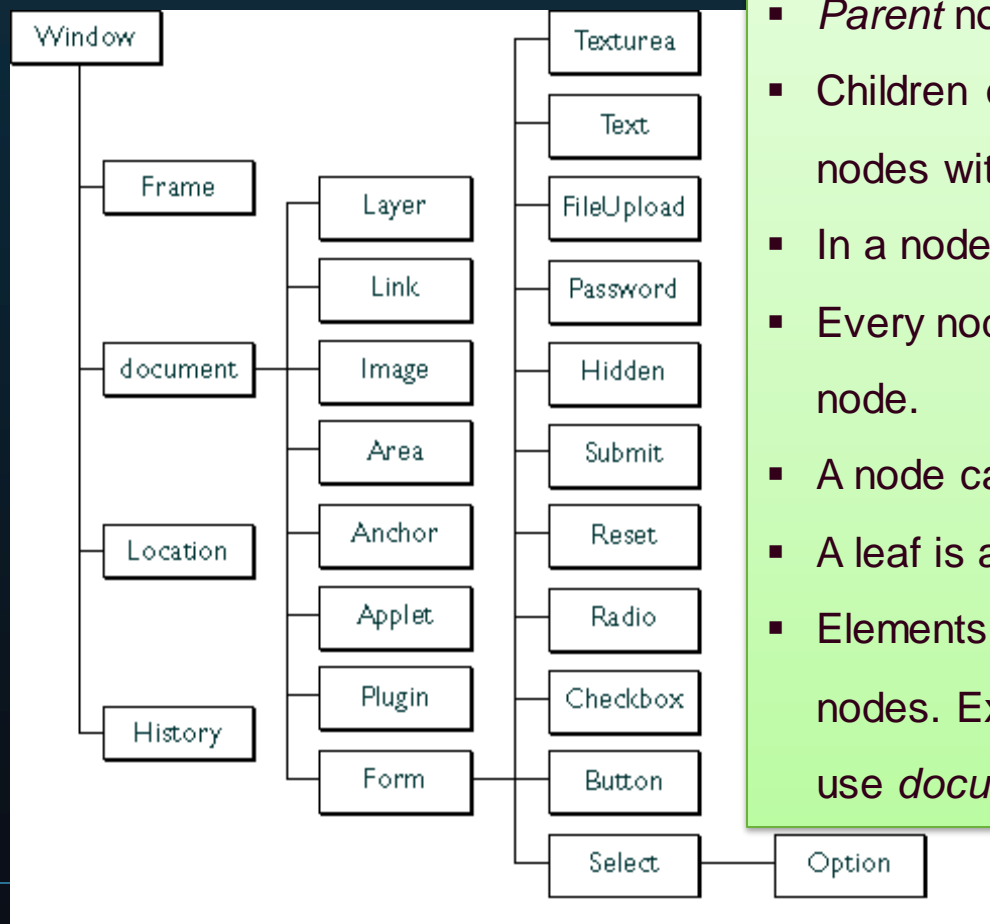 Window
Frame
document
Location
History
Layer
Link
Image
Area
Anchor
Applet
Plugin
Form
Texturea
Text
FileUpload
Password
Hidden
Submit
Reset
Radio
Checkbox
Button
Select
Option
▪ Parent
▪ Children
nodes
▪ In a node
▪ Every
node.
▪ A node
▪ A leaf is
▪ Elements
nodes.
use